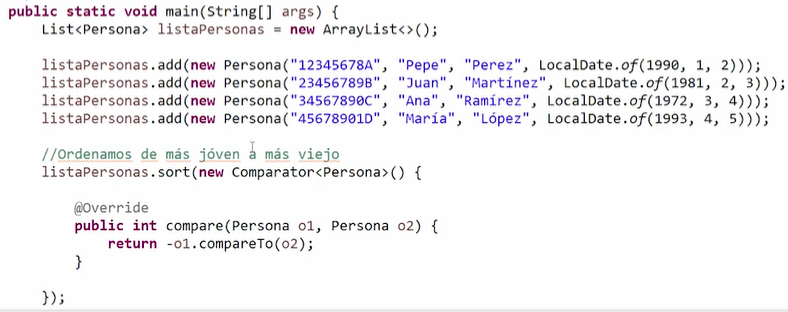 public static void main(String[] args) {
List<Persona> listaPersonas = new ArrayList<>();
listaPersonas.add(new Persona("12345678A", "Pepe", "Perez", LocalDate.of(1990, 1, 2)));
listaPersonas.add(new Persona("23456789B", "Juan", "Martínez", LocalDate.of(1981, 2, 3)));
listaPersonas.add(new Persona("34567890C", "Ana", "Ramírez", LocalDate.of(1972, 3, 4)));
listaPersonas.add(new Persona("45678901D", "María", "López", LocalDate.of(1993, 4, 5)));
//Ordenamos de más jóven a más viejo
listaPersonas.sort(new Comparator<Persona>() {
@Override
public int compare(Persona o1, Persona o2) {
return -o1.compareTo(o2);
}
});